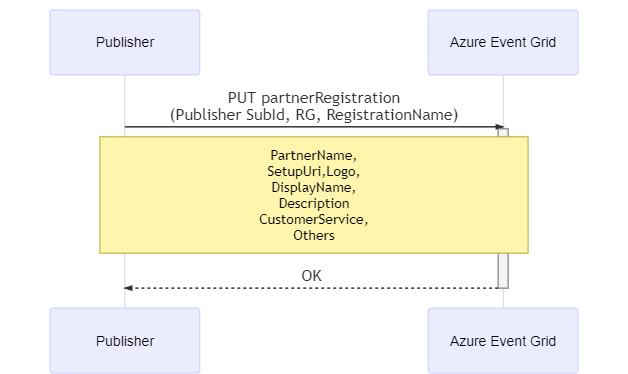 Publisher
Azure Event Grid
PUT partnerRegistration
(Publisher SubId, RG, RegistrationName)
PartnerName,
SetupUri,Logo,
DisplayName,
Description
CustomerService,
Others
OK
Publisher
Azure Event Grid